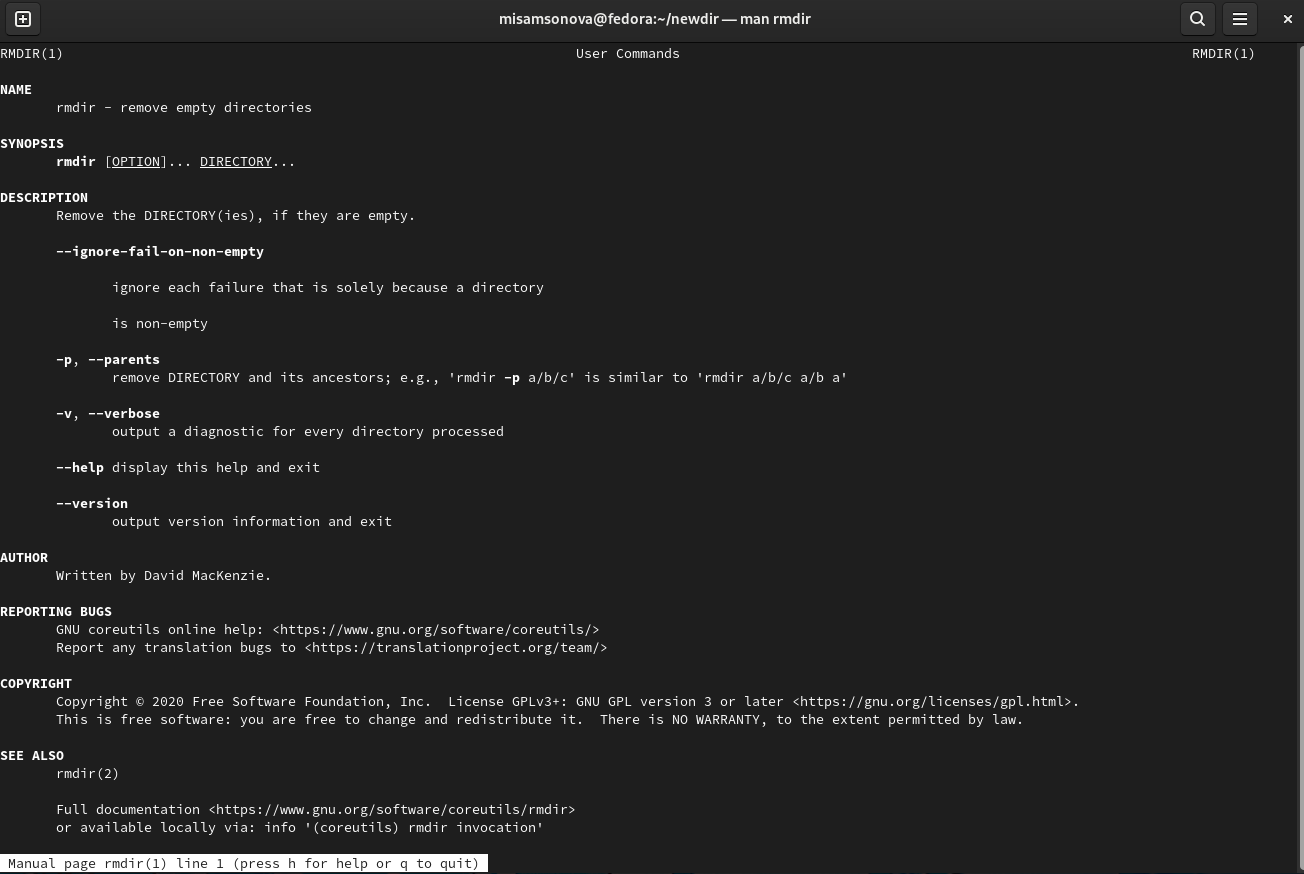 misamsonova@fedora:~/newdir — man rmdir
RMDIR(1) User Commands RMDIR(1)
NAME
rmdir - remove empty directories
SYNOPSIS
rmdir [OPTION]... DIRECTORY...
DESCRIPTION
Remove the DIRECTORY(ies), if they are empty.
--ignore-fail-on-non-empty
ignore each failure that is solely because a directory
is non-empty
-p, --parents
remove DIRECTORY and its ancestors; e.g., 'rmdir -p a/b/c' is similar to 'rmdir a/b/c a/b a'
-v, --verbose
output a diagnostic for every directory processed
--help display this help and exit
--version
output version information and exit
AUTHOR
Written by David MacKenzie.
REPORTING BUGS
GNU coreutils online help: <https://www.gnu.org/software/coreutils/>
Report any translation bugs to <https://translationproject.org/team/>
COPYRIGHT
Copyright © 2020 Free Software Foundation, Inc.  License GPLv3+: GNU GPL version 3 or later <https://gnu.org/licenses/gpl.html>.
This is free software: you are free to change and redistribute it.  There is NO WARRANTY, to the extent permitted by law.
SEE ALSO
rmdir(2)
Full documentation <https://www.gnu.org/software/coreutils/rmdir>
or available locally via: info '(coreutils) rmdir invocation'
Manual page rmdir(1) line 1 (press h for help or q to quit)